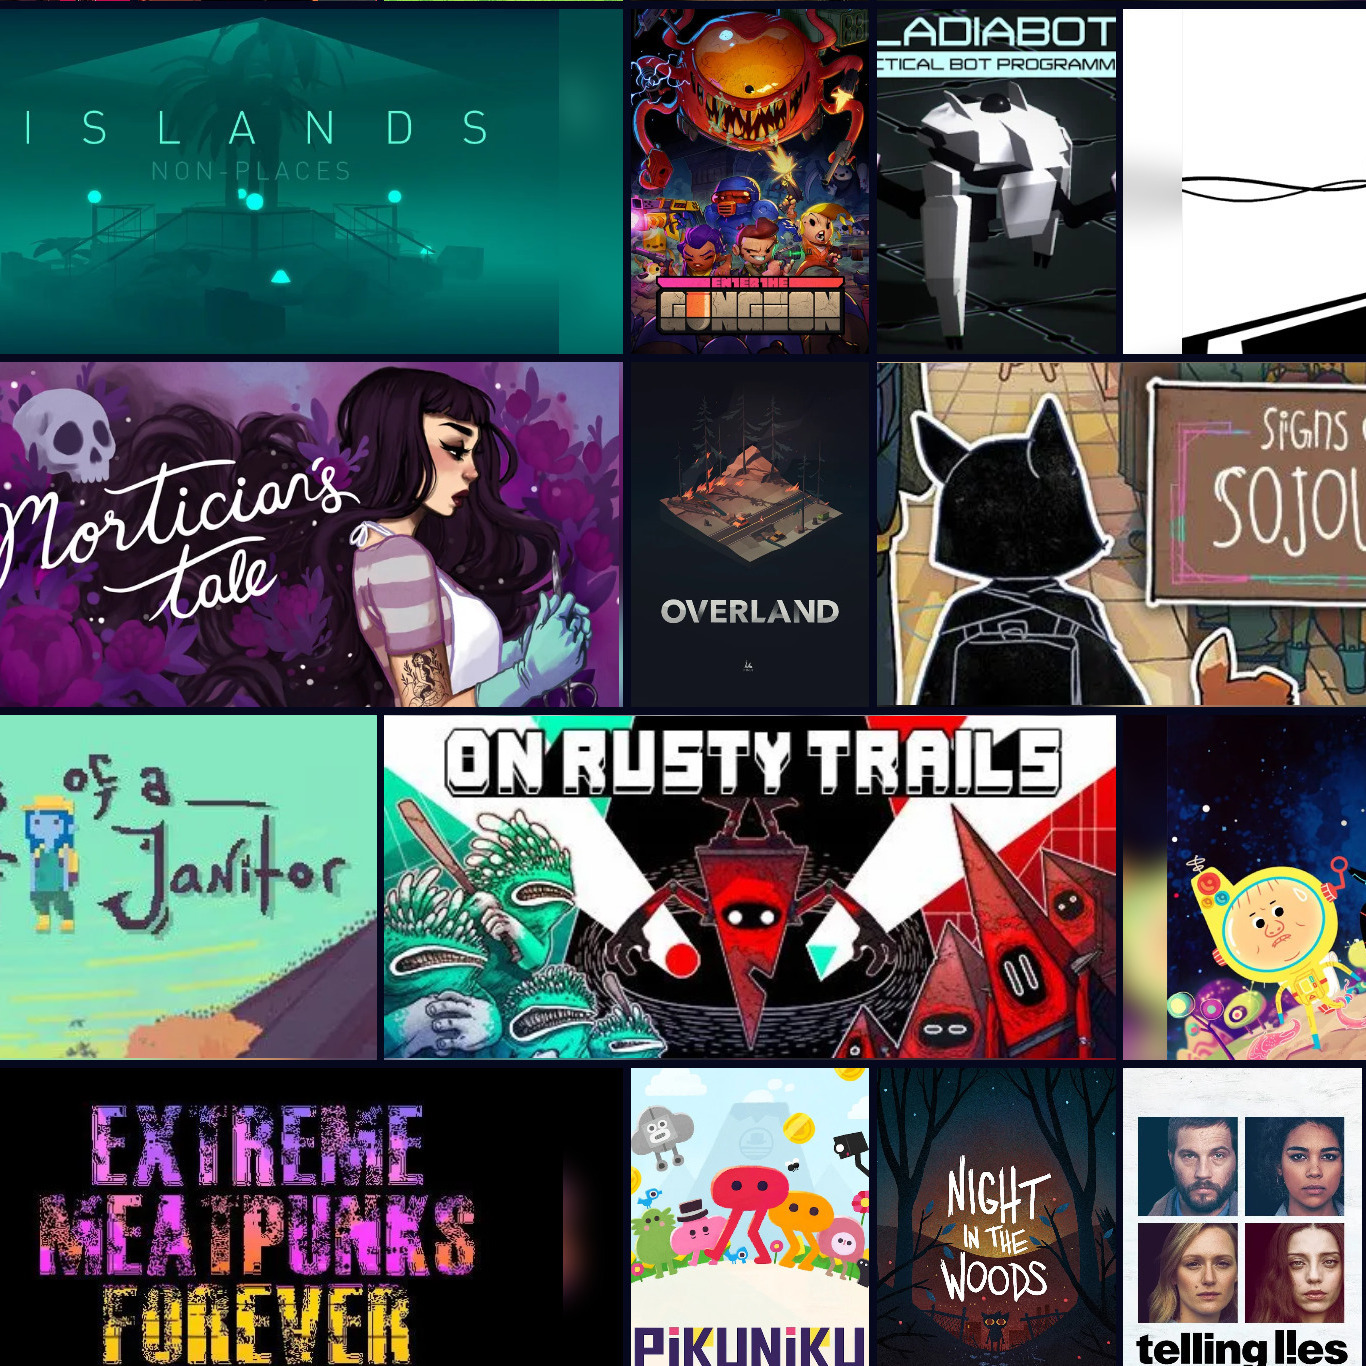 ISLANDS
NON-PLACES
ENTER THE
GUNGEON
LADIABOT
CTICAL BOT PROGRAMM
Mortician's
tale
OVERLAND
SIGNS
SOJOU
of a
Janitor
ON RUSTY TRAILS
EXTREME
MEATPUNKS
FOREVER
PiKUNiKU
NIGHT
IN THE
WOODS
telling l!es